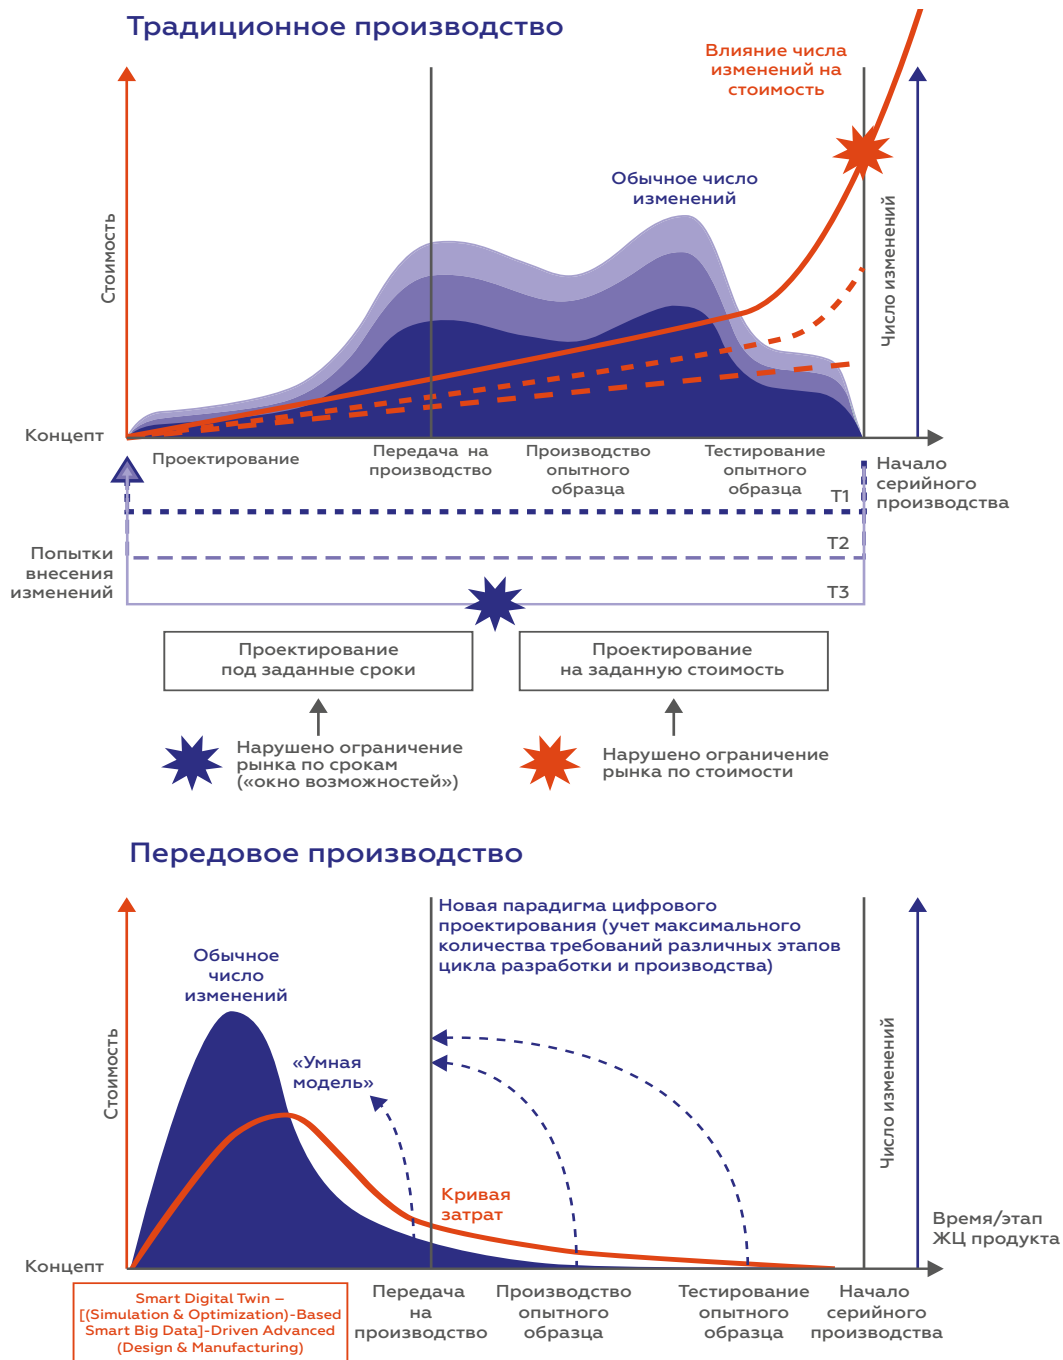 Традиционное производство
Влияние числа
изменений на
стоимость
Обычное число
изменений
Стоимость
Число изменений
Концепт
Проектирование
Передача на
производство
Производство
опытного
образца
Тестирование
опытного
образца
Начало
серийного
производства
T1
T2
T3
Попытки
внесения
изменений
Проектирование
под заданные сроки
Проектирование
на заданную стоимость
Нарушено ограничение
рынка по срокам
(«окно возможностей»)
Нарушено ограничение
рынка по стоимости
Передовое производство
Новая парадигма цифрового
проектирования (учет максимального
количества требований различных этапов
цикла разработки и производства)
Обычное
число
изменений
«Умная
модель»
Стоимость
Число изменений
Кривая
затрат
Время/этап
ЖЦ продукта
Концепт
Smart Digital Twin –
[(Simulation & Optimization)-Based
Smart Big Data]-Driven Advanced
(Design & Manufacturing)
Передача
на
производство
Производство
опытного
образца
Тестирование
опытного
образца
Начало
серийного
производства